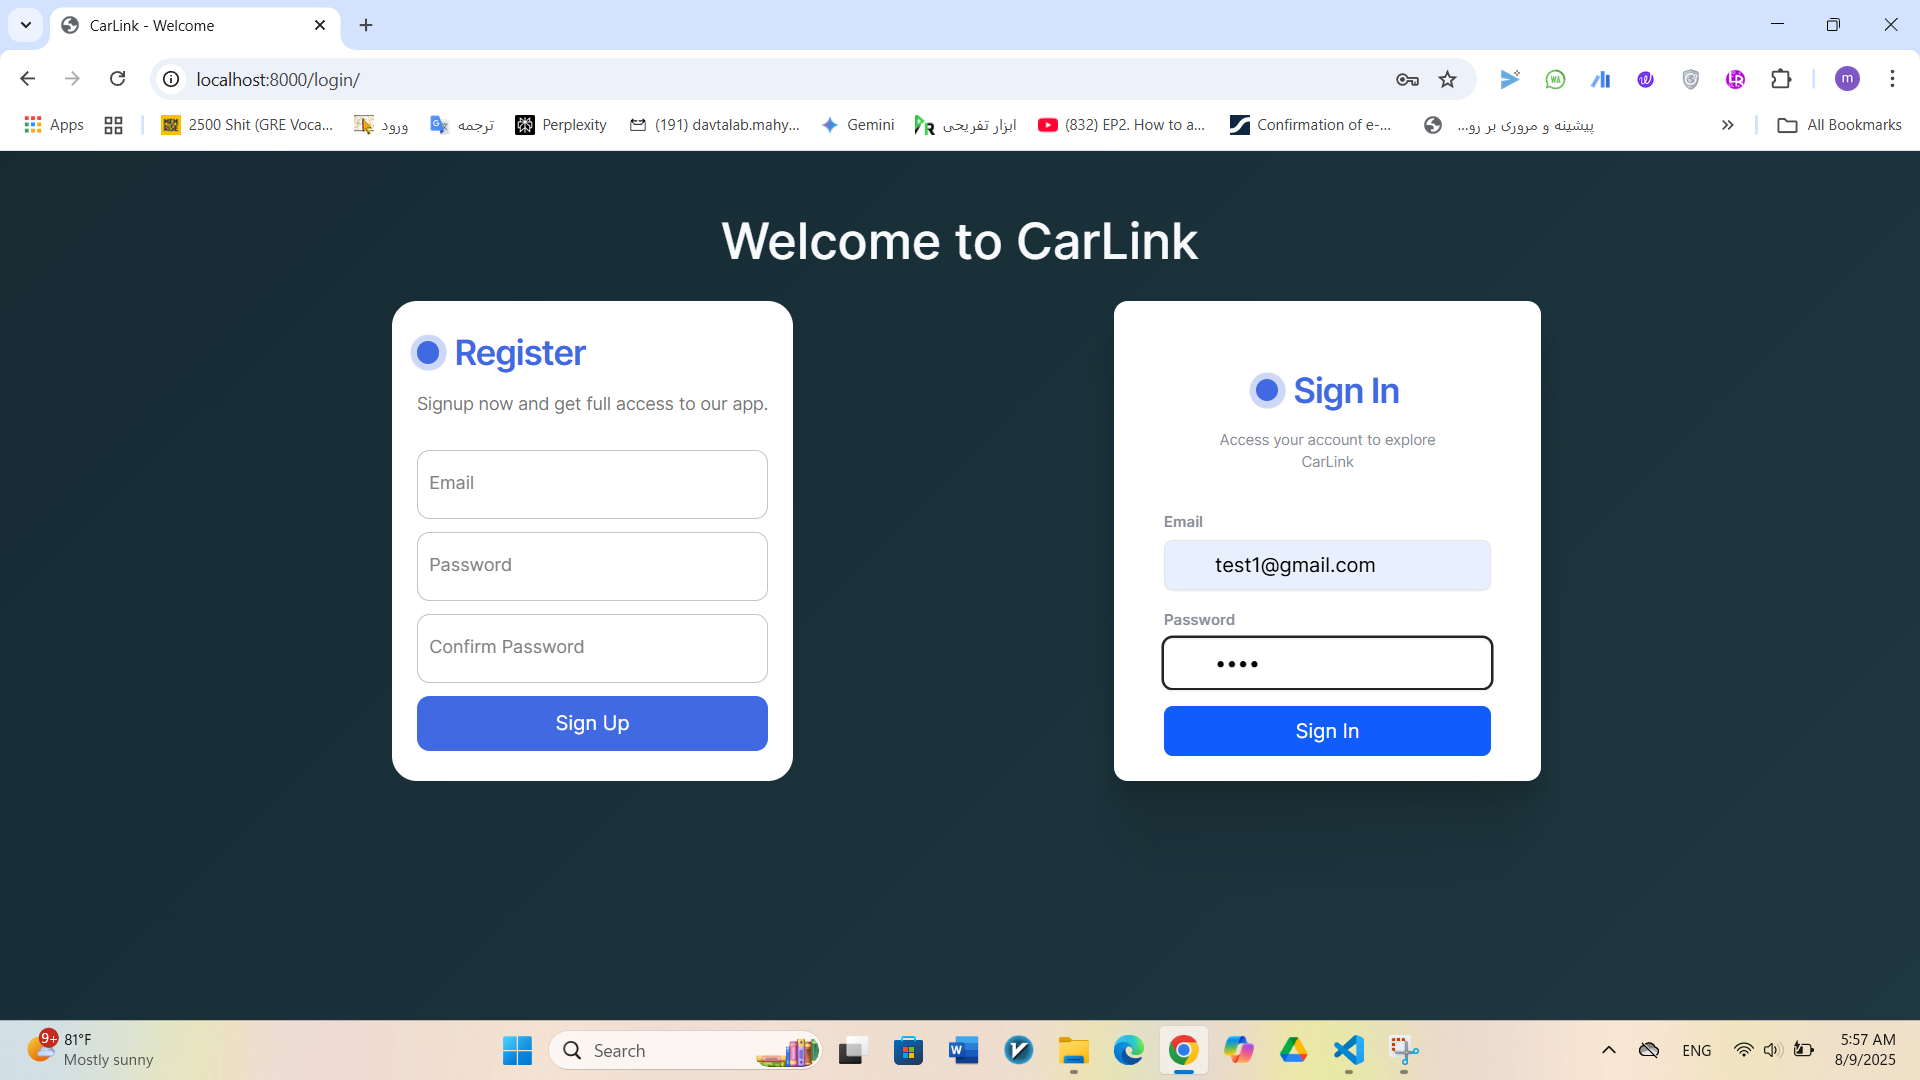 CarLink - Welcome
localhost:8000/login/
WA
LR
m
Apps
MEM RISE
2500 Shit (GRE Voca...
ورود
ترجمه
Perplexity
(191) davtalab.mahy...
Gemini
ابزار تفریحی
(832) EP2. How to a...
Confirmation of e-...
پیشینه و مروری بر رو...
All Bookmarks
Welcome to CarLink
Register
Signup now and get full access to our app.
Email
Password
Confirm Password
Sign Up
Sign In
Access your account to explore
CarLink
Email
test1@gmail.com
Password
Sign In
9+
81°F
Mostly sunny
Search
ENG
5:57 AM
8/9/2025